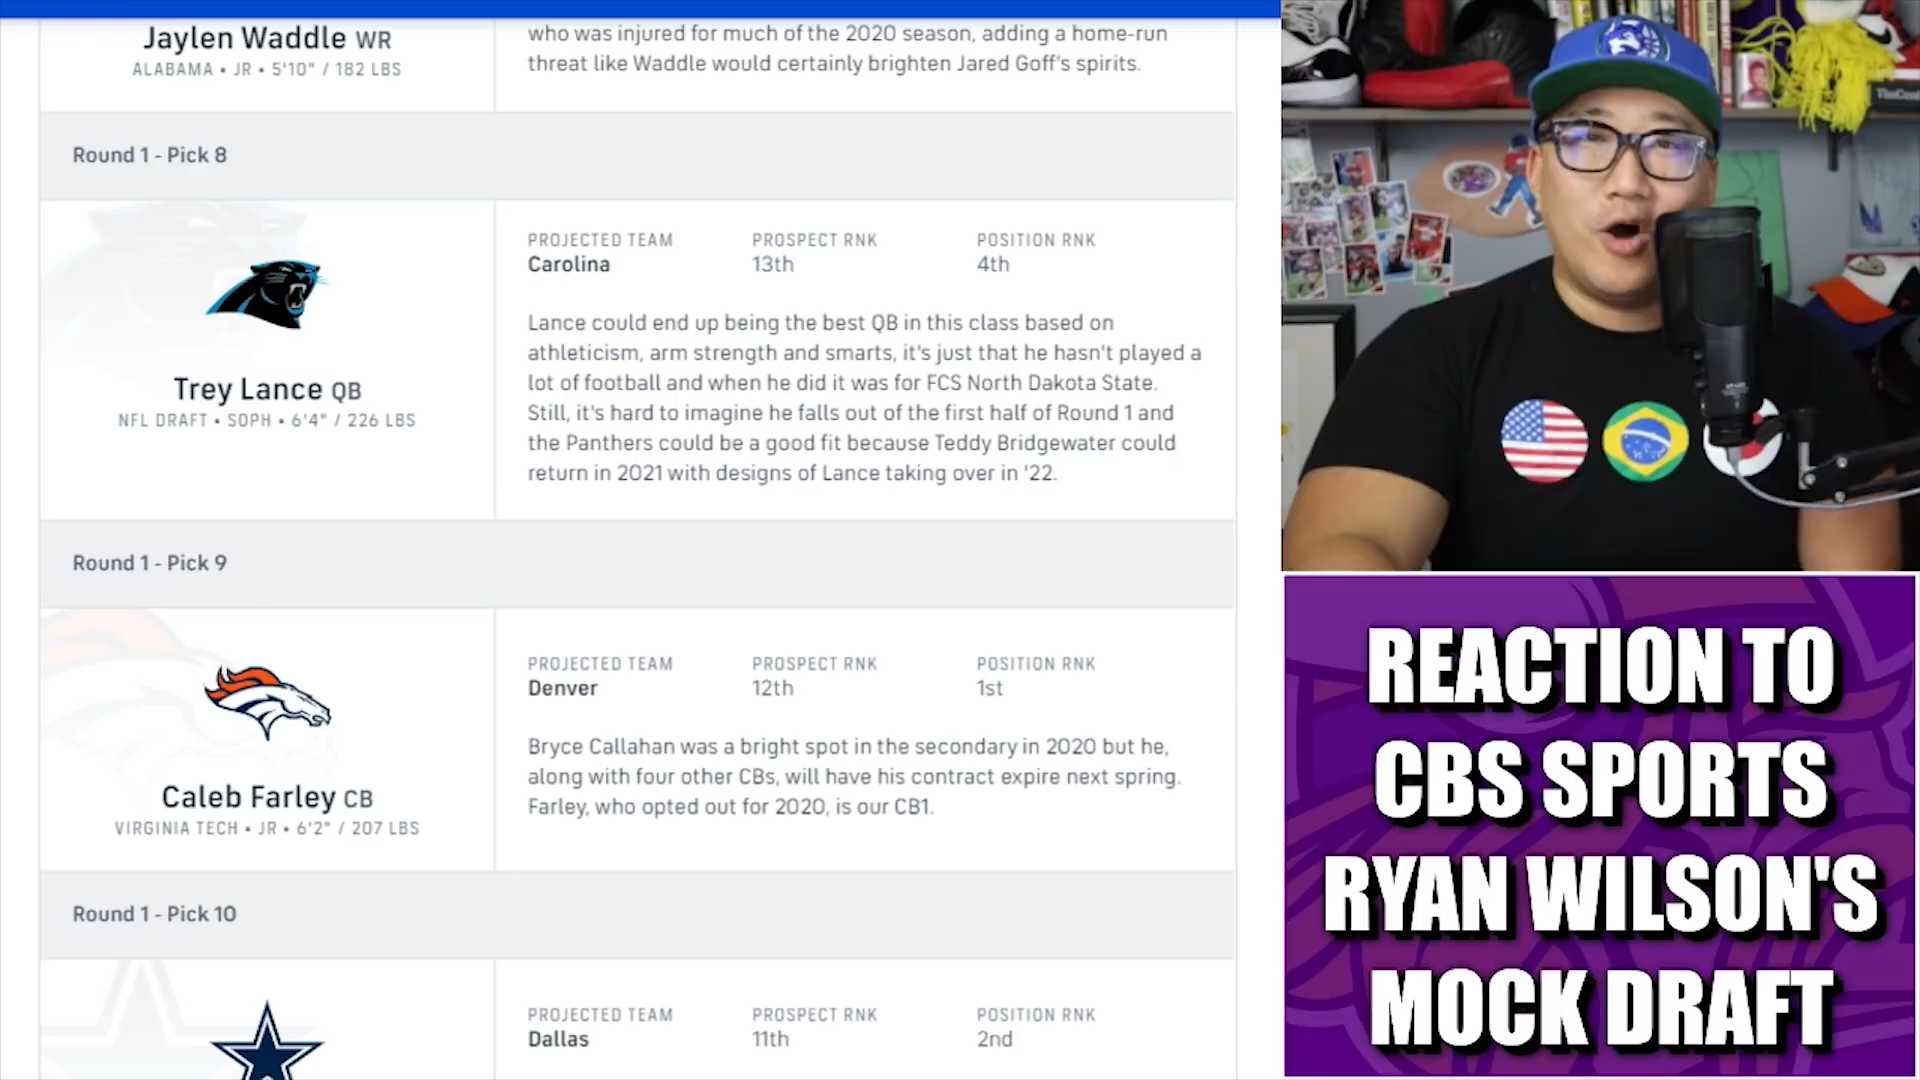 who was injured for much of the 2020 season, adding a home-run
Jaylen Waddle WR
threat like Waddle would certainly brighten Jared Goff's spirits.
ALABAMA • JR • 5'10" / 182 LBS
Round 1 - Pick 8
PROJECTED TEAM PROSPECT RNK POSITION RNK
Carolina 13th 4th
Lance could end up being the best QB in this class based on
athleticism, arm strength and smarts, it's just that he hasn't played a
lot of football and when he did it was for FCS North Dakota State.
Still, it's hard to imagine he falls out of the first half of Round 1 and
the Panthers could be a good fit because Teddy Bridgewater could
return in 2021 with designs of Lance taking over in '22.
Trey Lance QB
NFL DRAFT • SOPH • 6'4" / 226 LBS
Round 1 - Pick 9
PROJECTED TEAM PROSPECT RNK POSITION RNK
Denver 12th 1st
Bryce Callahan was a bright spot in the secondary in 2020 but he,
along with four other CBs, will have his contract expire next spring.
Farley, who opted out for 2020, is our CB1.
Caleb Farley CB
VIRGINIA TECH • JR • 6'2" / 207 LBS
Round 1 - Pick 10
PROJECTED TEAM PROSPECT RNK POSITION RNK
Dallas 11th 2nd
REACTION TO
CBS SPORTS
RYAN WILSON'S
MOCK DRAFT